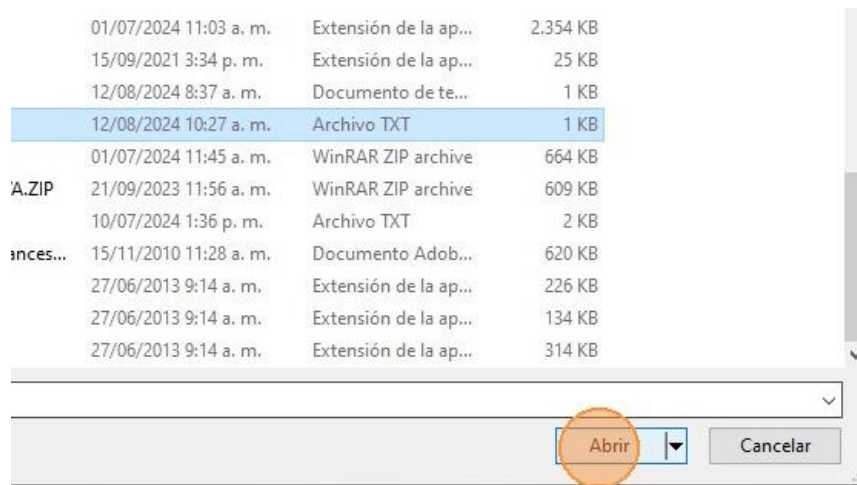 01/07/2024 11:03 a. m. Extensión de la ap... 2.354 KB
15/09/2021 3:34 p. m. Extensión de la ap... 25 KB
12/08/2024 8:37 a. m. Documento de te... 1 KB
12/08/2024 10:27 a. m. Archivo TXT 1 KB
01/07/2024 11:45 a. m. WinRAR ZIP archive 664 KB
'A.ZIP 21/09/2023 11:56 a. m. WinRAR ZIP archive 609 KB
10/07/2024 1:36 p. m. Archivo TXT 2 KB
ances... 15/11/2010 11:28 a. m. Documento Adob... 620 KB
27/06/2013 9:14 a. m. Extensión de la ap... 226 KB
27/06/2013 9:14 a. m. Extensión de la ap... 134 KB
27/06/2013 9:14 a. m. Extensión de la ap... 314 KB
Abrir Cancelar